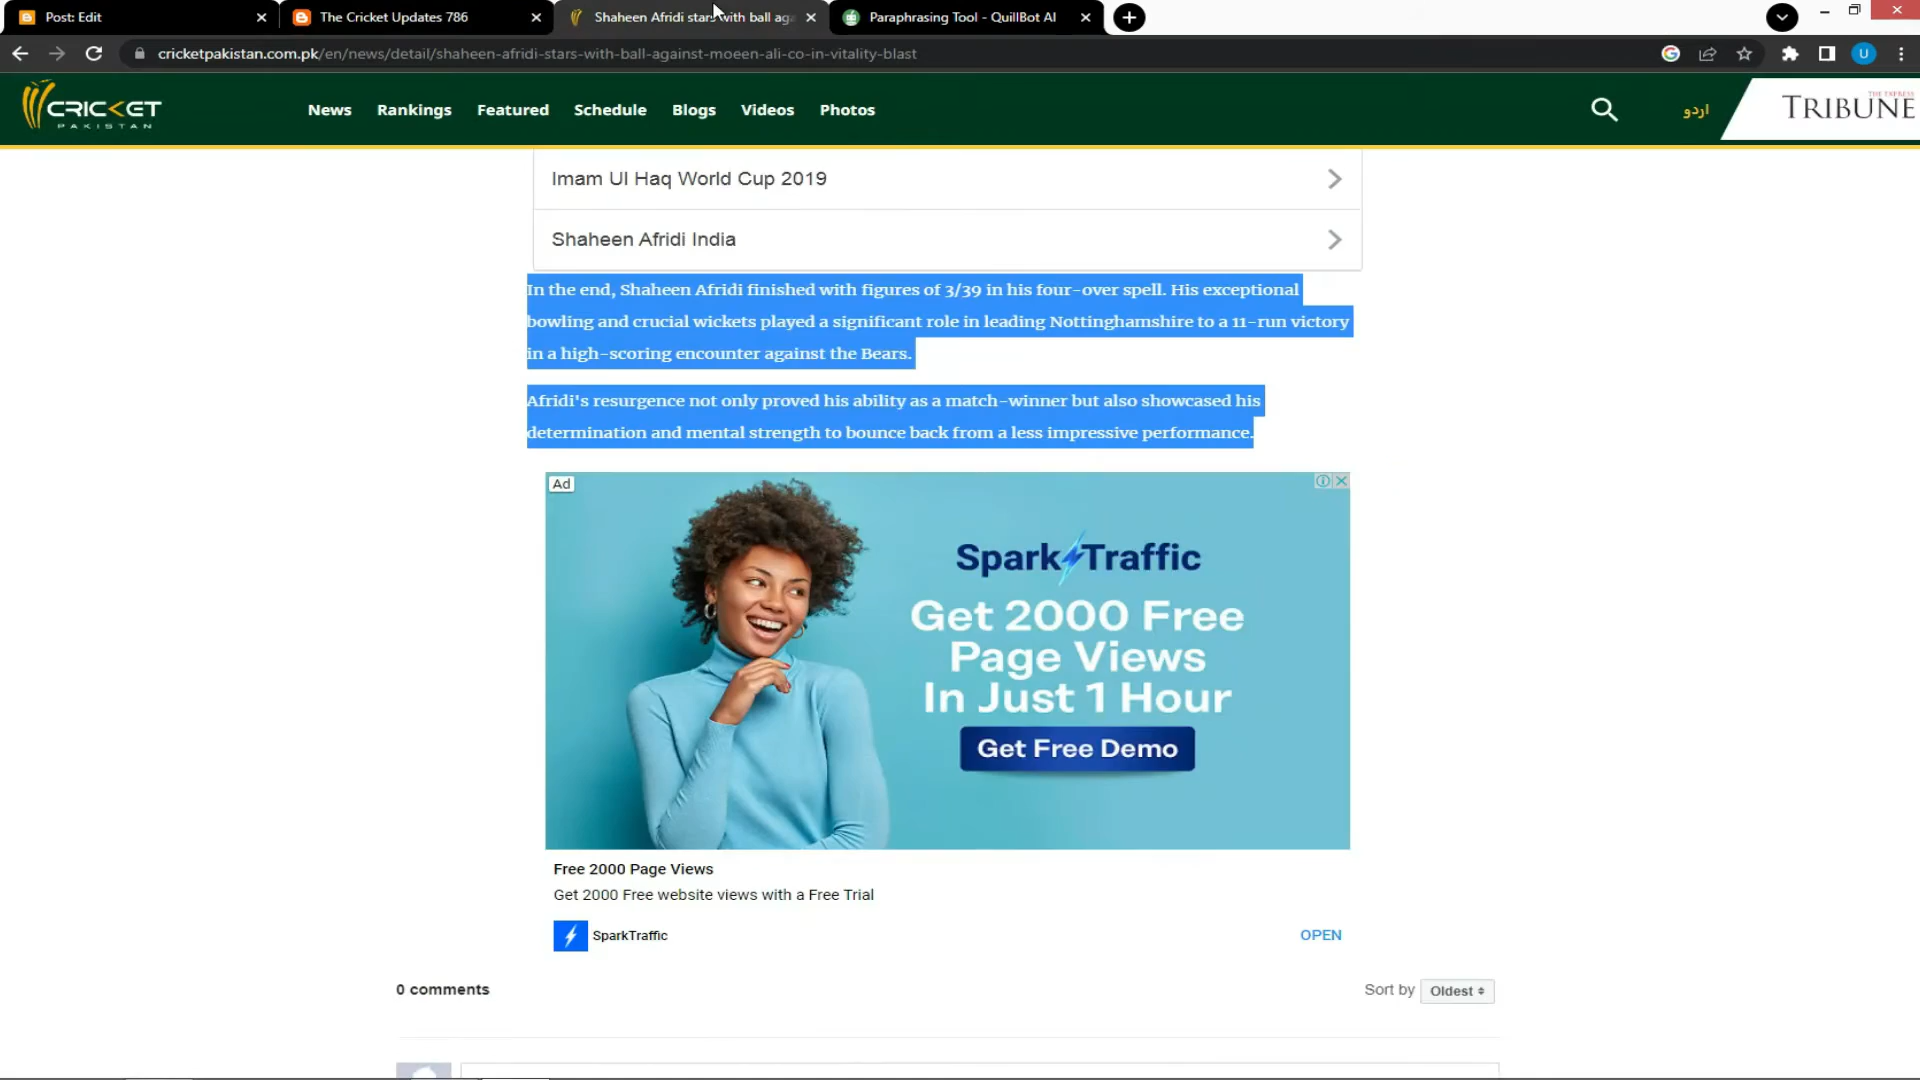 Post: Edit
The Cricket Updates 786
Shaheen Afridi stars with ball aga
Paraphrasing Tool - QuillBot AI
cricketpakistan.com.pk/en/news/detail/shaheen-afridi-stars-with-ball-against-moeen-ali-co-in-vitality-blast
U
CRICKET
PAKISTAN
News
Rankings
Featured
Schedule
Blogs
Videos
Photos
اردو
THE EXPRESS
TRIBUNE
Imam Ul Haq World Cup 2019
Shaheen Afridi India
In the end, Shaheen Afridi finished with figures of 3/39 in his four-over spell. His exceptional
bowling and crucial wickets played a significant role in leading Nottinghamshire to a 11-run victory
in a high-scoring encounter against the Bears.
Afridi's resurgence not only proved his ability as a match-winner but also showcased his
determination and mental strength to bounce back from a less impressive performance.
Ad
Spark Traffic
Get 2000 Free
Page Views
In Just 1 Hour
Get Free Demo
Free 2000 Page Views
Get 2000 Free website views with a Free Trial
SparkTraffic
OPEN
0 comments
Sort by
Oldest